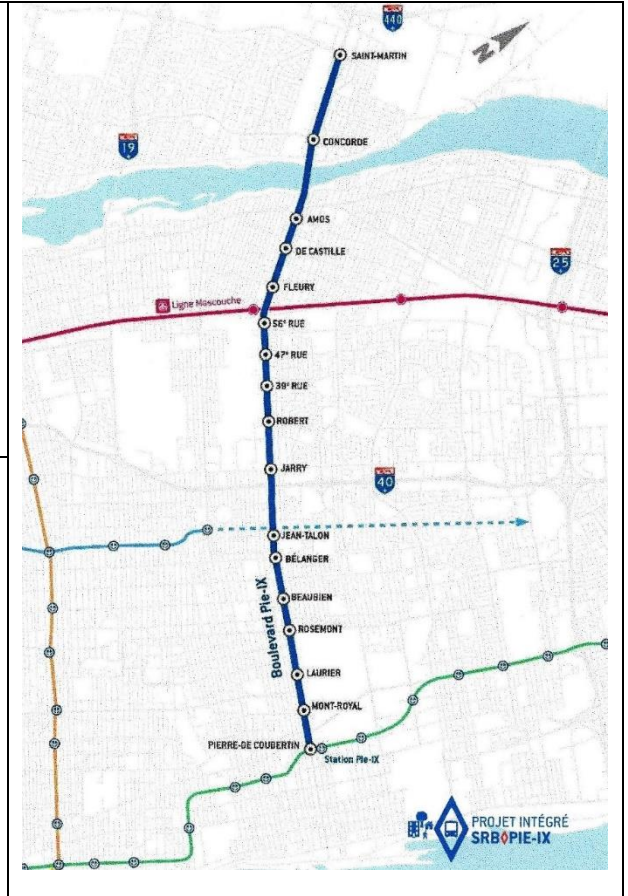 440
N
SAINT-MARTIN
19
CONCORDE
AMOS
DE CASTILLE
25
FLEURY
Ligne Mascouche
56e RUE
47e RUE
39e RUE
ROBERT
JARRY
40
JEAN-TALON
BÉLANGER
BEAUBIEN
Boulevard Pie-IX
ROSEMONT
LAURIER
MONT-ROYAL
PIERRE-DE COUBERTIN
Station Pie-IX
PROJET INTÉGRÉ
SRB PIE-IX